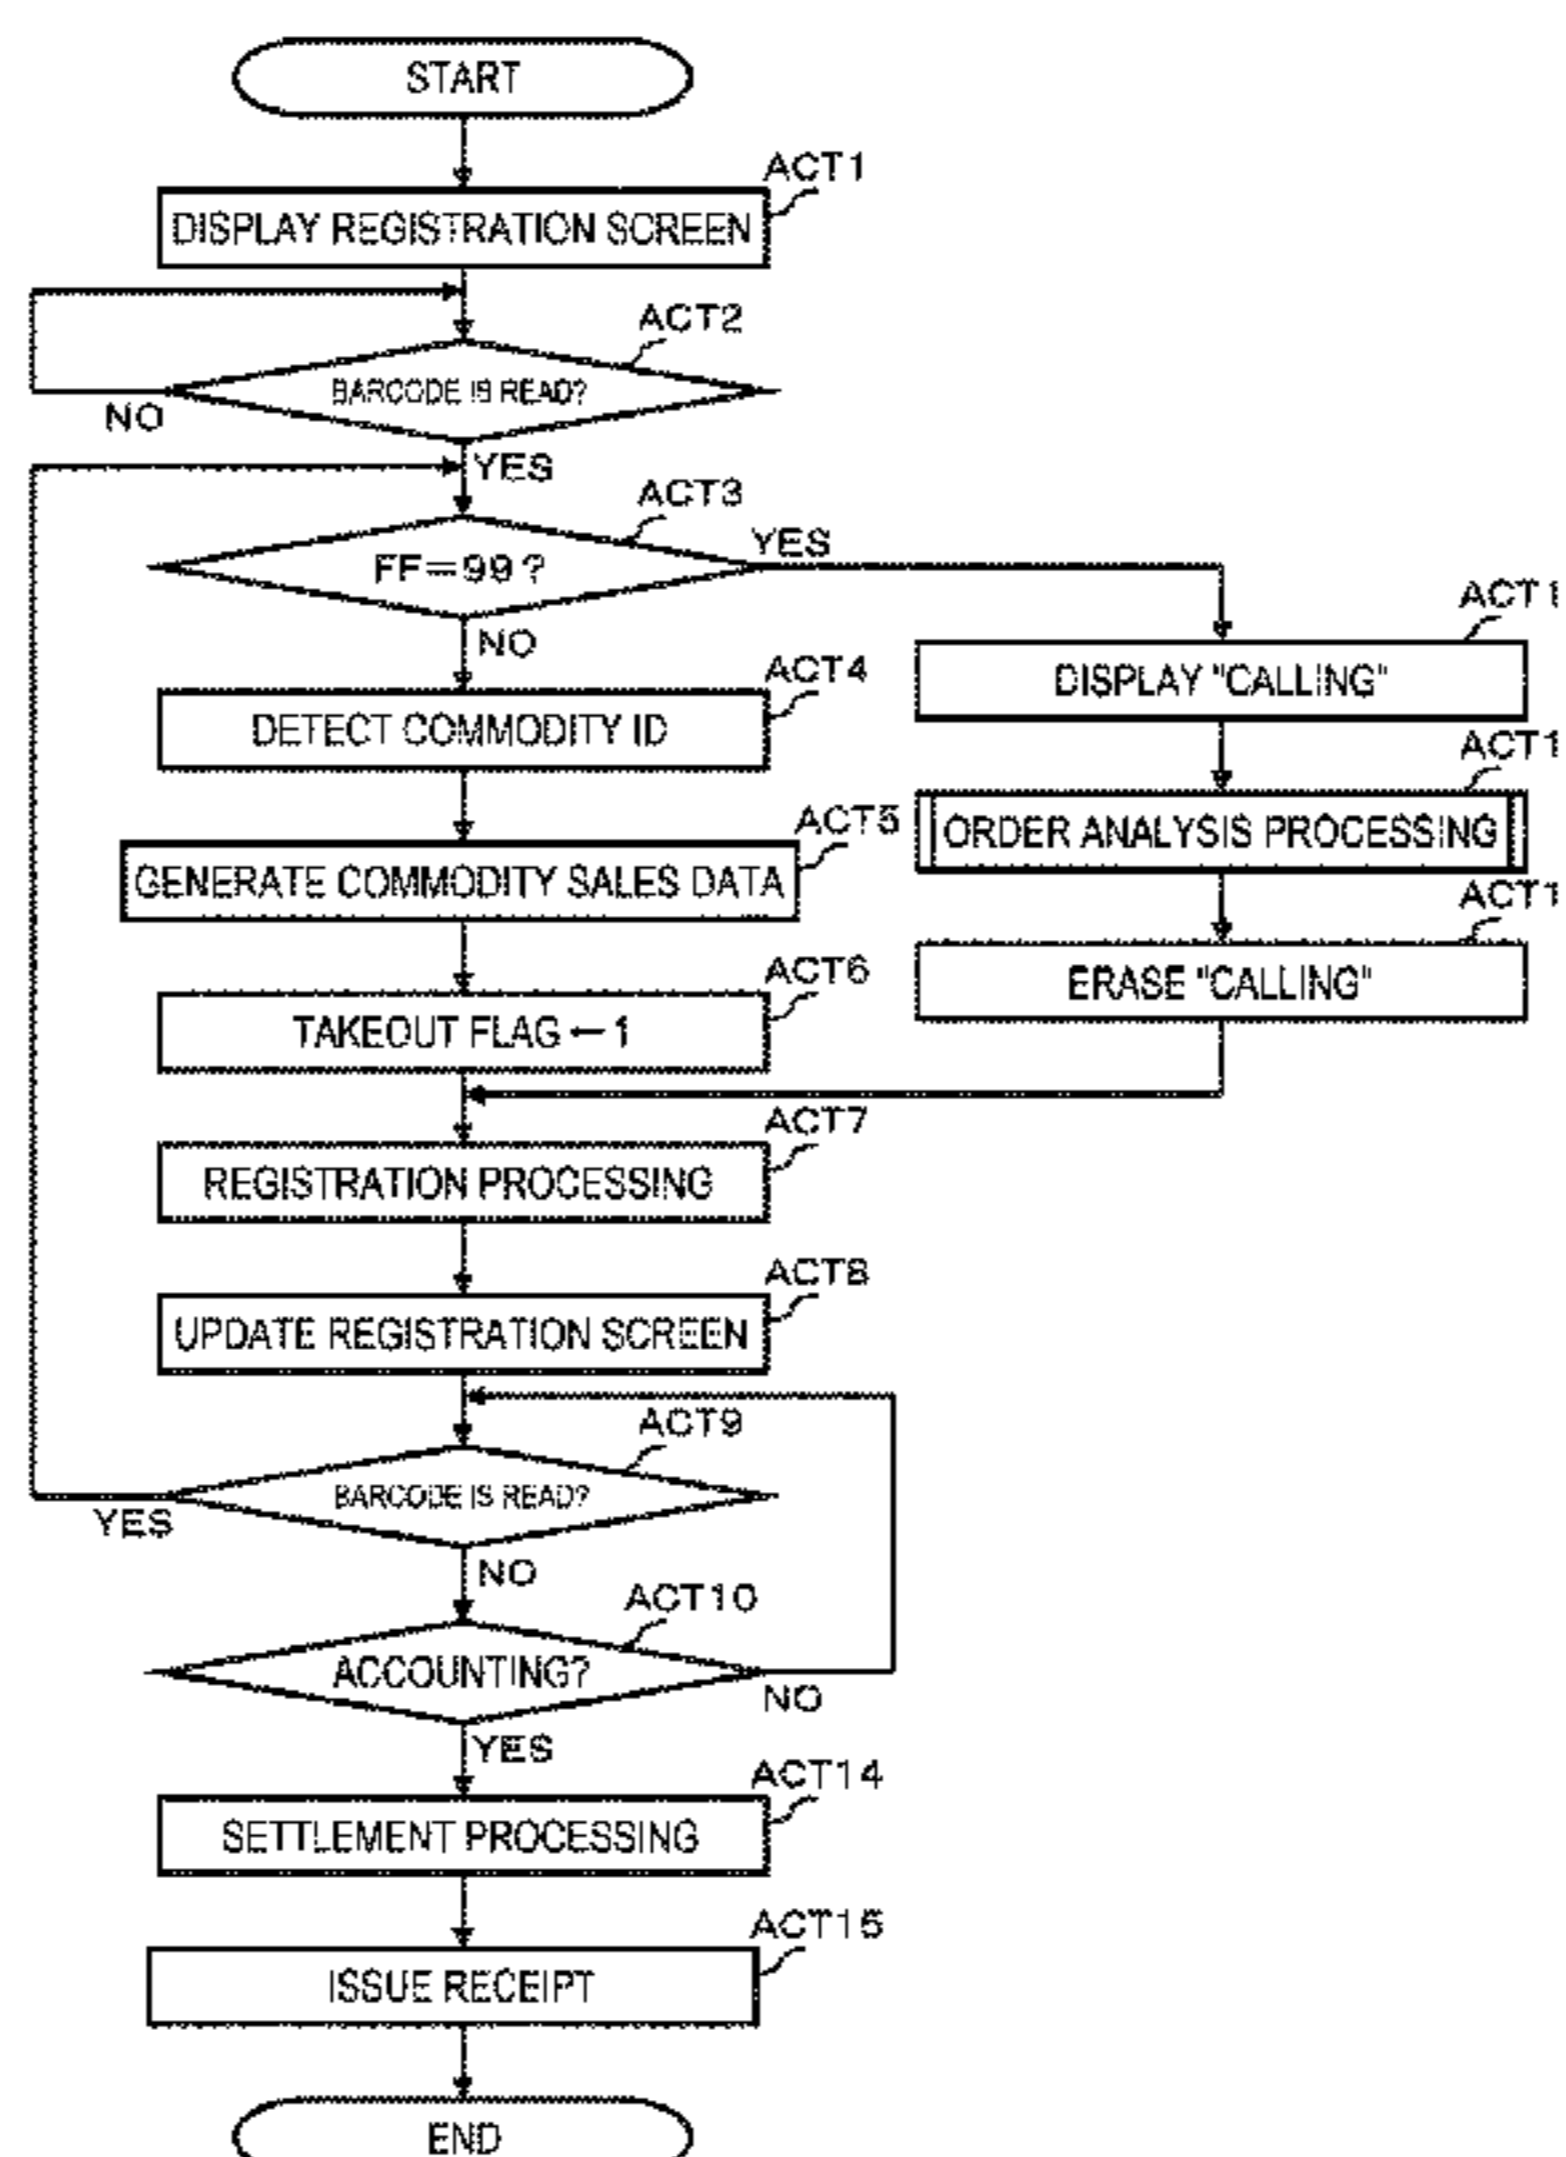 START
ACT1
DISPLAY REGISTRATION SCREEN
ACT2
BARCODE IS READ?
NO
YES
ACT3
FF=99?
YES
NO
ACT1
DISPLAY "CALLING"
ACT4
DETECT COMMODITY ID
ACT1
ORDER ANALYSIS PROCESSING
ACT5
GENERATE COMMODITY SALES DATA
ACT1
ERASE "CALLING"
ACT6
TAKEOUT FLAG ← 1
ACT7
REGISTRATION PROCESSING
ACT8
UPDATE REGISTRATION SCREEN
ACT9
BARCODE IS READ?
YES
NO
ACT10
ACCOUNTING?
NO
YES
ACT14
SETTLEMENT PROCESSING
ACT15
ISSUE RECEIPT
END